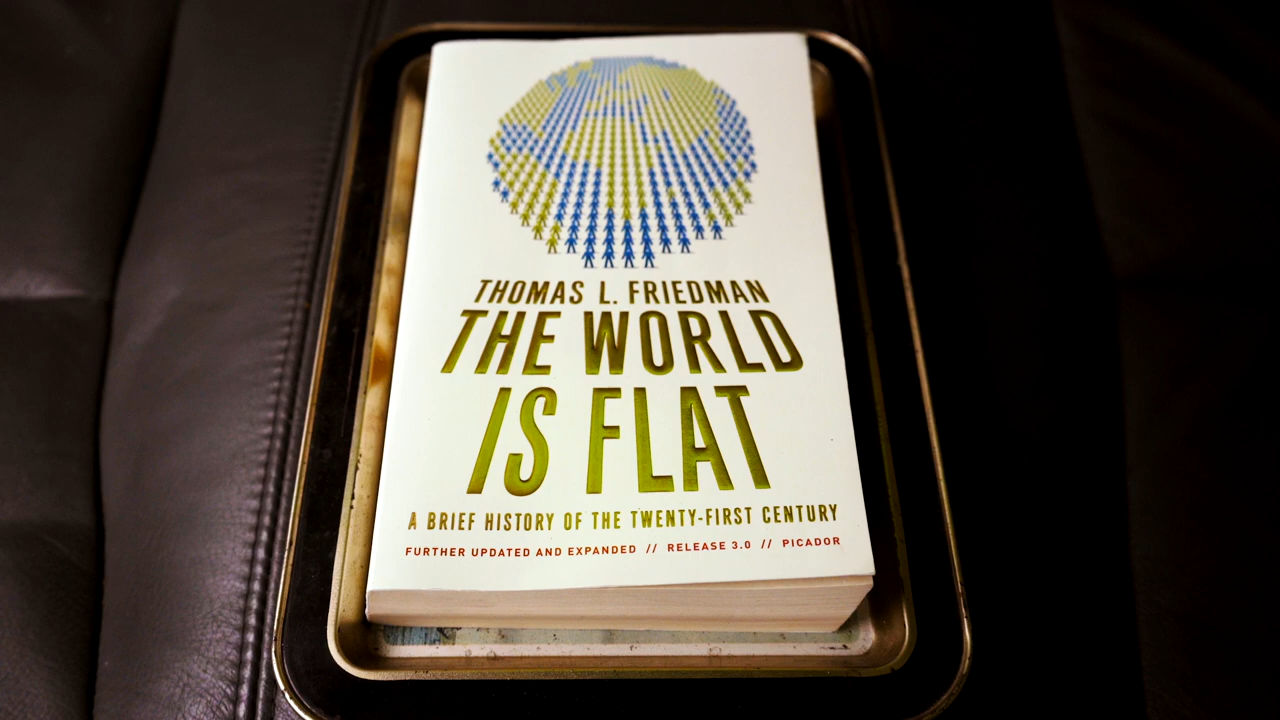 THOMAS L. FRIEDMAN
THE WORLD
IS FLAT
A BRIEF HISTORY OF THE TWENTY-FIRST CENTURY
FURTHER UPDATED AND EXPANDED // RELEASE 3.0 // PICADOR